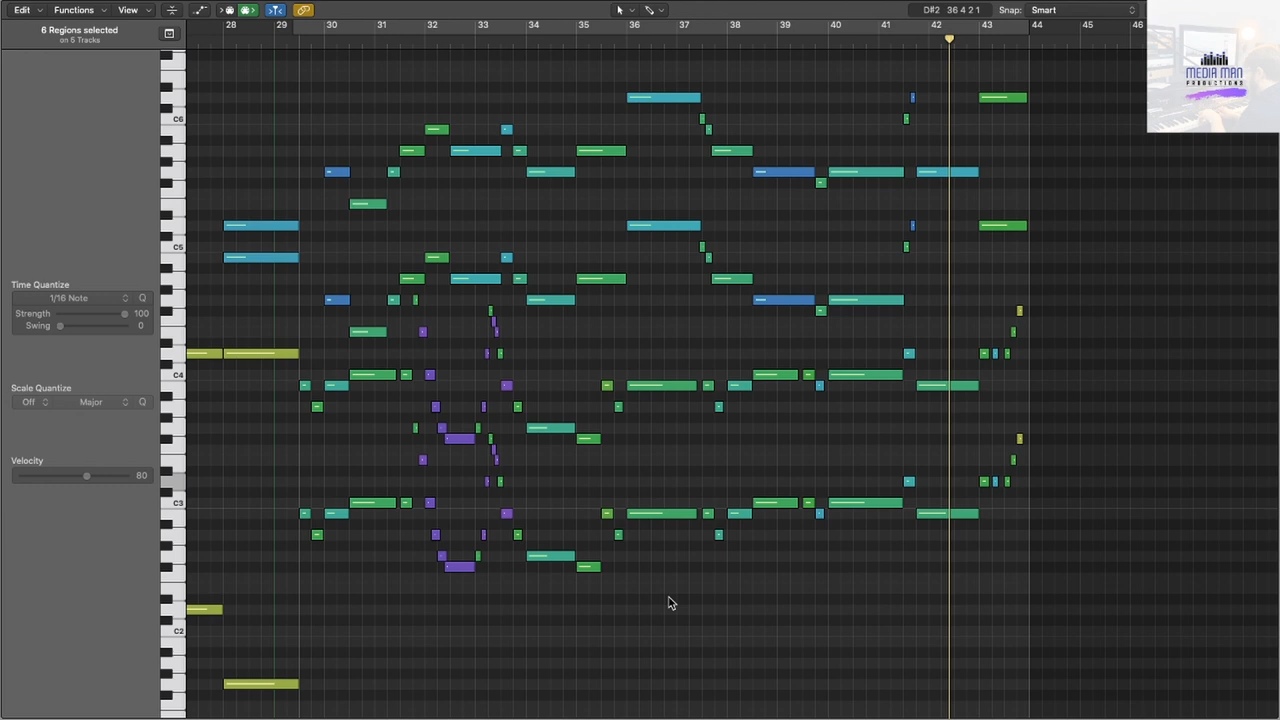 Edit Functions View D#2 36 4 2 1 Snap: Smart
28 29 30 31 32 33 34 35 36 37 38 39 40 41 42 43 44 45 46
6 Regions selected
on 5 Tracks
MEDIA MAN
PRODUCTIONS
C6
C5
Time Quantize
1/16 Note Q
Strength 100
Swing 0
C4
Scale Quantize
Off Major Q
Velocity
80
C3
C2